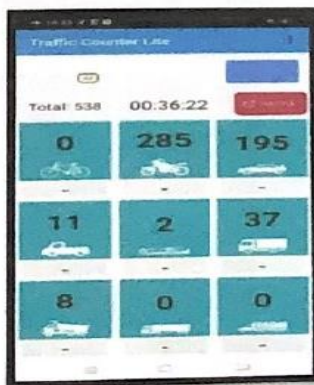 Traffic Counter Lite
Total: 538 00:36:22
0 285 195
- - -
11 2 37
- - -
8 0 0
- - -